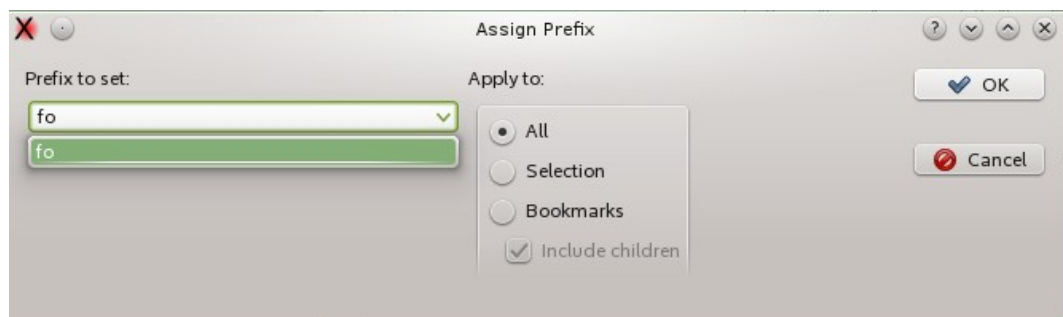 Assign Prefix
Prefix to set:
fo
fo
Apply to:
All
Selection
Bookmarks
Include children
OK
Cancel